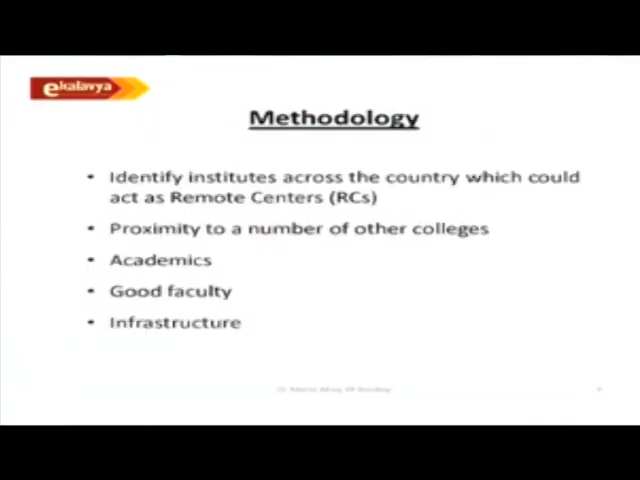 ekalavya
Methodology
• Identify institutes across the country which could
act as Remote Centers (RCs)
• Proximity to a number of other colleges
• Academics
• Good faculty
• Infrastructure